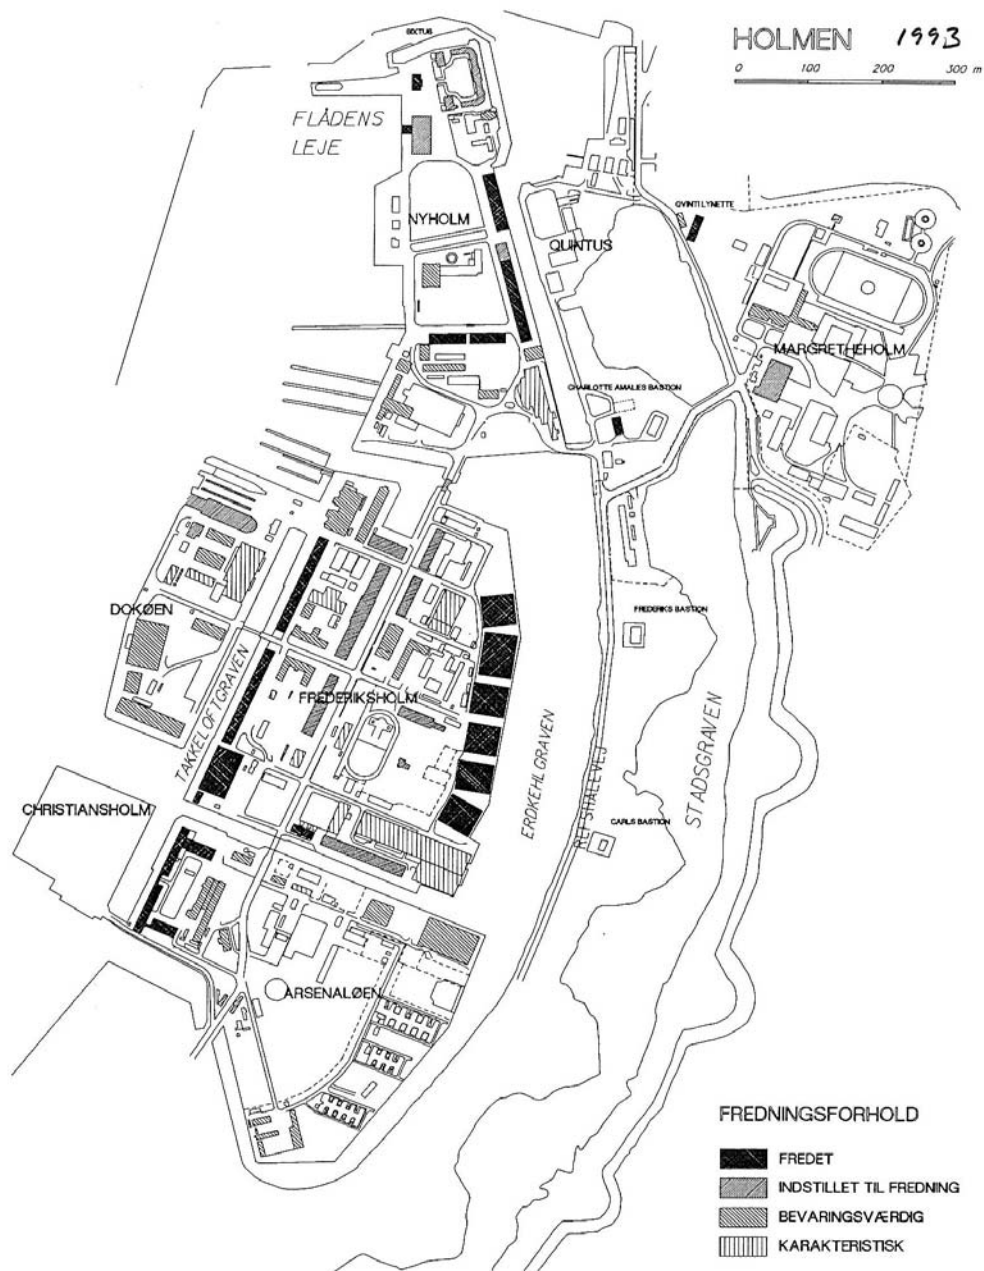 HOLMEN 1993
0 100 200 300 m
SIXTUS
FLÅDENS
LEJE
NYHOLM
QUINTUS
QVINTI LYNETTE
MARGRETHEHOLM
CHARLOTTE AMALIES BASTION
DOKØEN
FREDERIKS BASTION
TAKKELOFTGRAVEN
FREDERIKSHOLM
ERDKEHLGRAVEN
REFSHALEVEJ
STADSGRAVEN
CHRISTIANSHOLM
CARLS BASTION
ARSENALØEN
FREDNINGSFORHOLD
FREDET
INDSTILLET TIL FREDNING
BEVARINGSVÆRDIG
KARAKTERISTISK